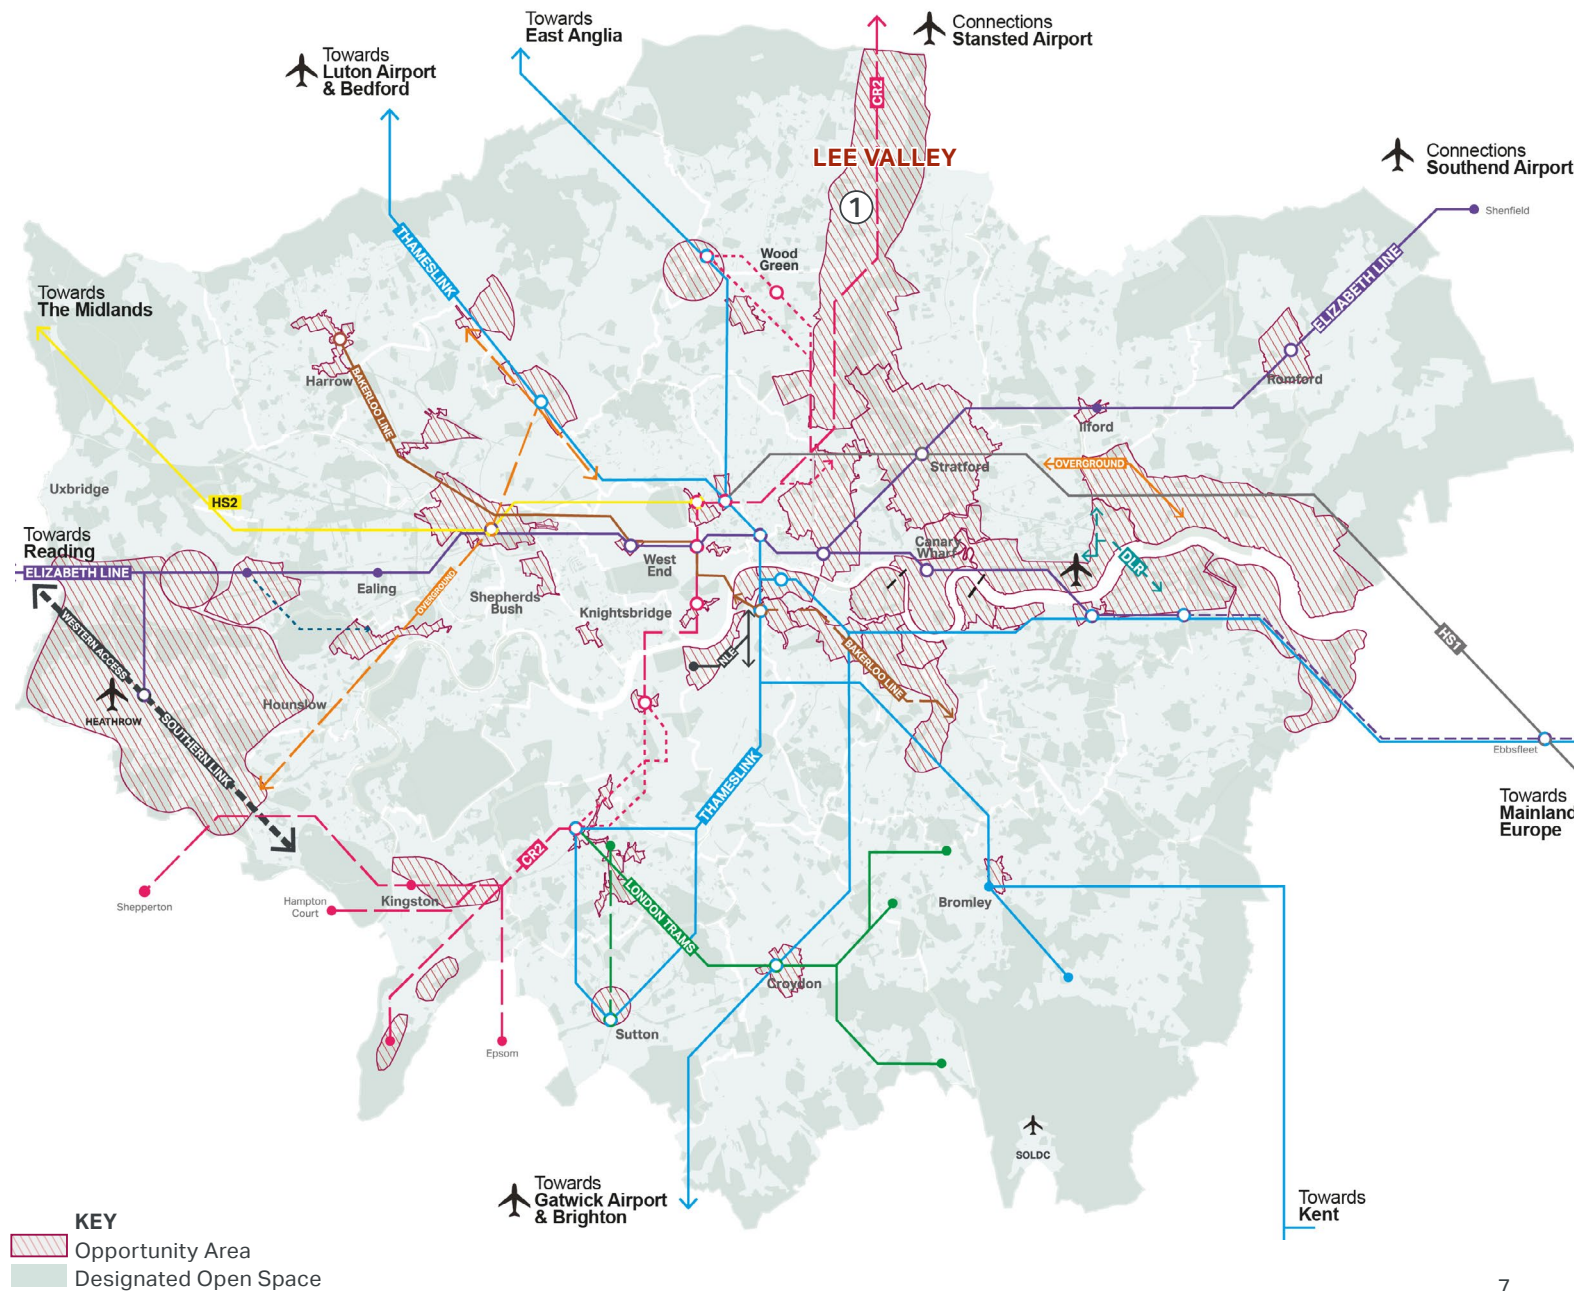 Towards
East Anglia
Connections
Stansted Airport
Towards
Luton Airport
& Bedford
CR2
LEE VALLEY
1
Connections
Southend Airport
Shenfield
THAMESLINK
Wood
Green
ELIZABETH LINE
Towards
The Midlands
Harrow
BAKERLOO LINE
Romford
Ilford
Stratford
OVERGROUND
Uxbridge
HS2
Towards
Reading
ELIZABETH LINE
West
End
Canary
Wharf
DLR
Ealing
OVERGROUND
Shepherds
Bush
Knightsbridge
WESTERN ACCESS
NLE
BAKERLOO LINE
HS1
HEATHROW
Hounslow
SOUTHERN LINK
Ebbsfleet
THAMESLINK
Towards
Mainland
Europe
CR2
Shepperton
Hampton
Court
Kingston
LONDON TRAMS
Bromley
Croydon
Sutton
Epsom
SOLDC
Towards
Gatwick Airport
& Brighton
Towards
Kent
KEY
Opportunity Area
Designated Open Space
7